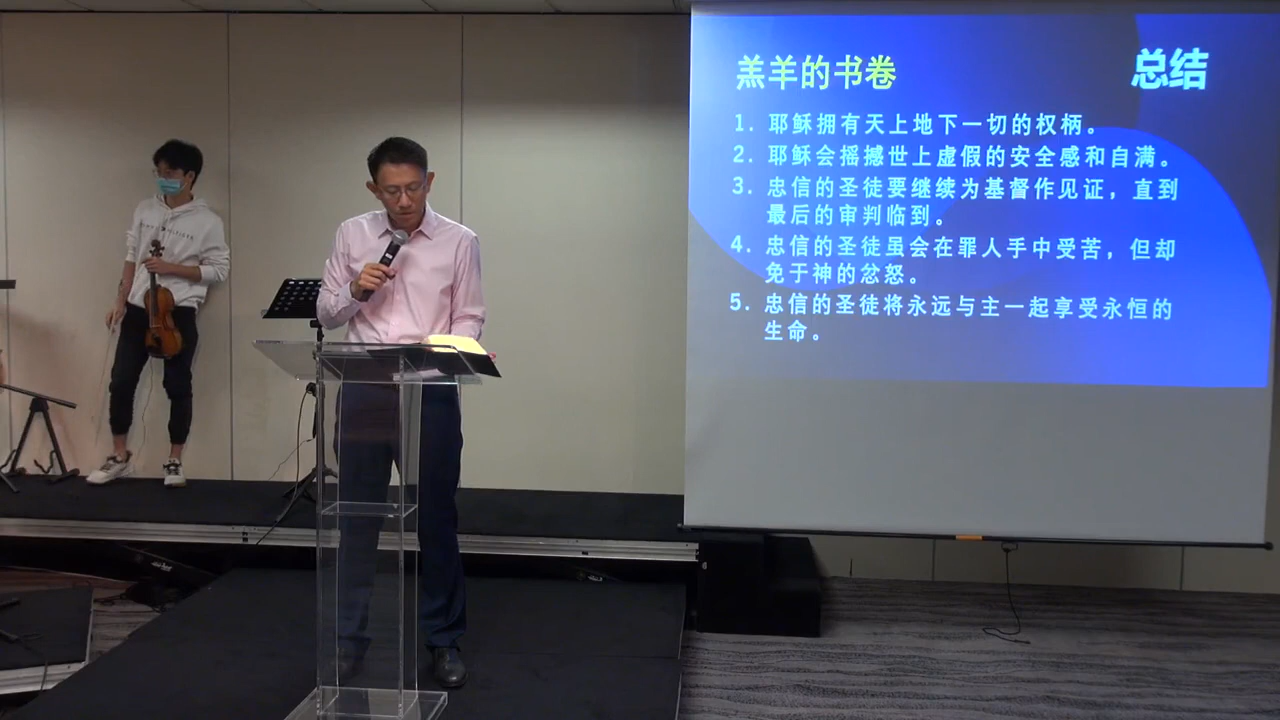 羔羊的书卷
总结
1. 耶稣拥有天上地下一切的权柄。
2. 耶稣会摇撼世上虚假的安全感和自满。
3. 忠信的圣徒要继续为基督作见证，直到
最后的审判临到。
4. 忠信的圣徒虽会在罪人手中受苦，但却
免于神的忿怒。
5. 忠信的圣徒将永远与主一起享受永恒的
生命。